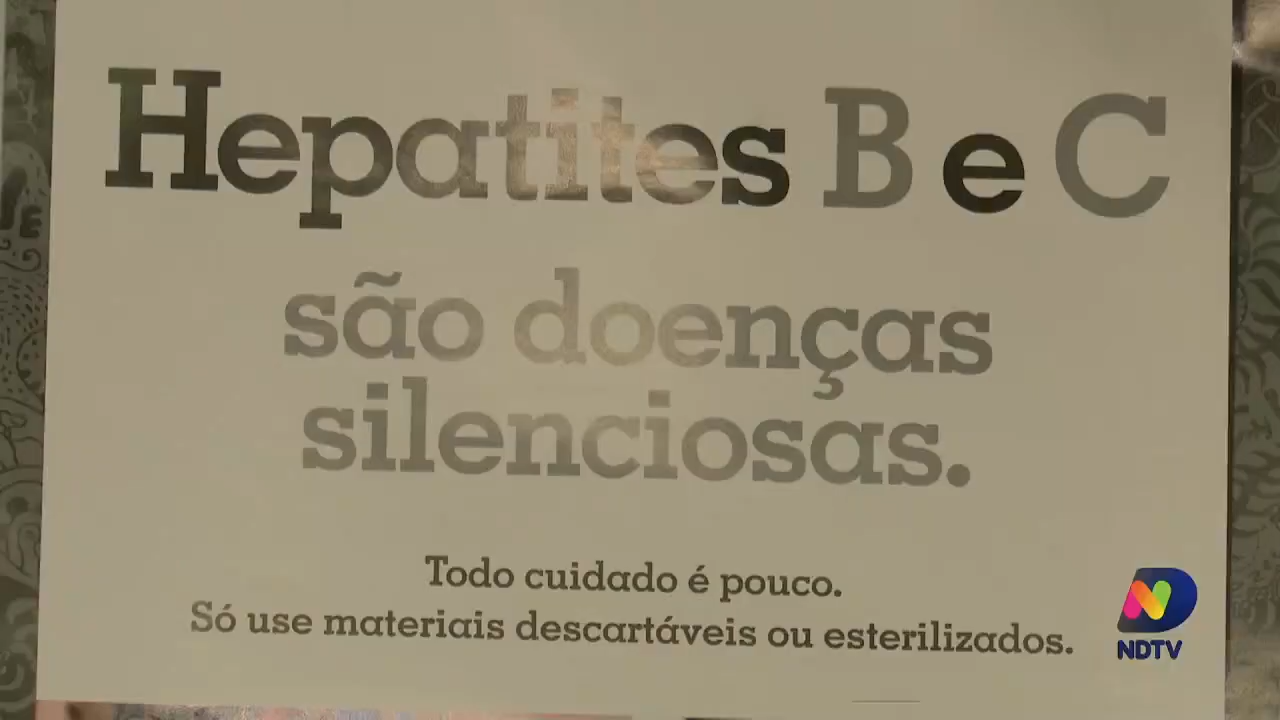 Hepatites B e C
são doenças
silenciosas.
Todo cuidado é pouco.
Só use materiais descartáveis ou esterilizados.
NDTV